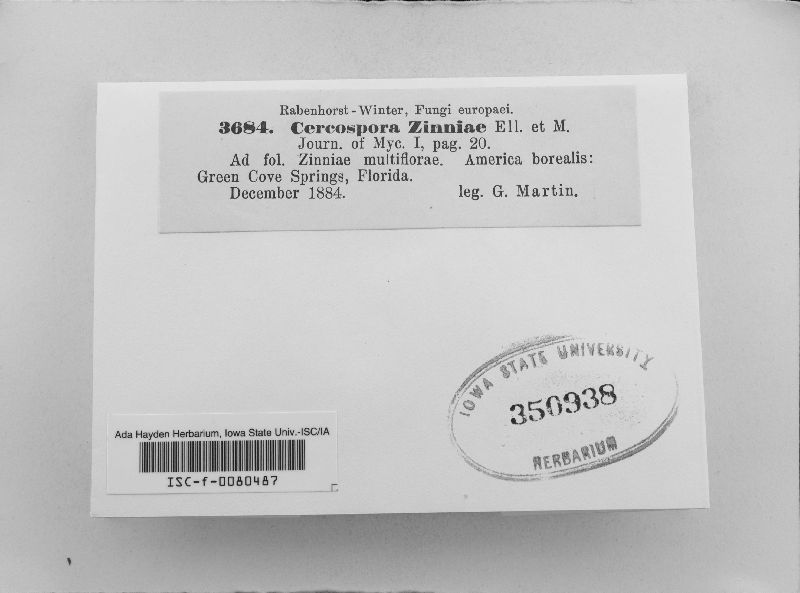 Rabenhorst-Winter, Fungi europaei.
3684. Cercospora Zinniae Ell. et M.
Journ. of Myc. I, pag. 20.
Ad fol. Zinniae multiflorae. America borealis:
Green Cove Springs, Florida.
December 1884. leg. G. Martin.
IOWA STATE UNIVERSITY
350938
HERBARIUM
Ada Hayden Herbarium, Iowa State Univ.-ISC/IA
ISC-f-0080487